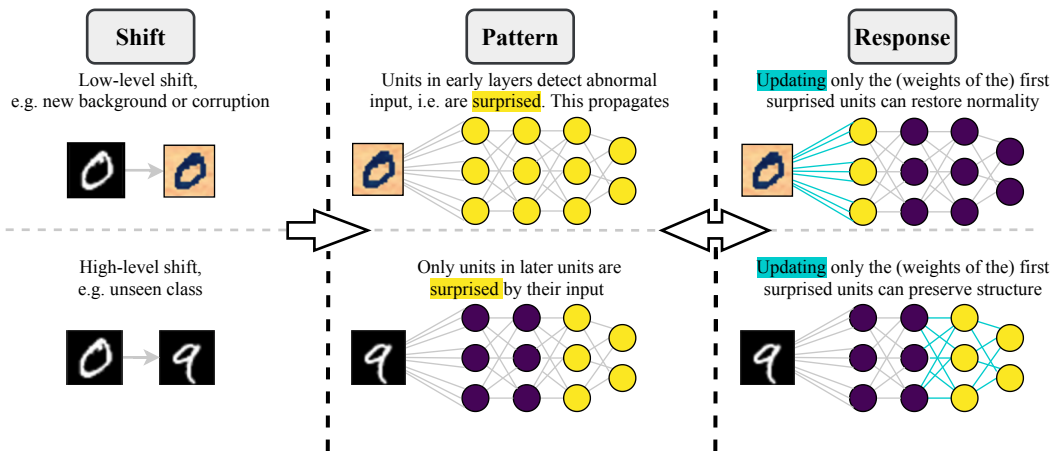 Shift
Low-level shift,
e.g. new background or corruption
Pattern
Units in early layers detect abnormal
input, i.e. are surprised. This propagates
Response
Updating only the (weights of the) first
surprised units can restore normality
High-level shift,
e.g. unseen class
Only units in later units are
surprised by their input
Updating only the (weights of the) first
surprised units can preserve structure